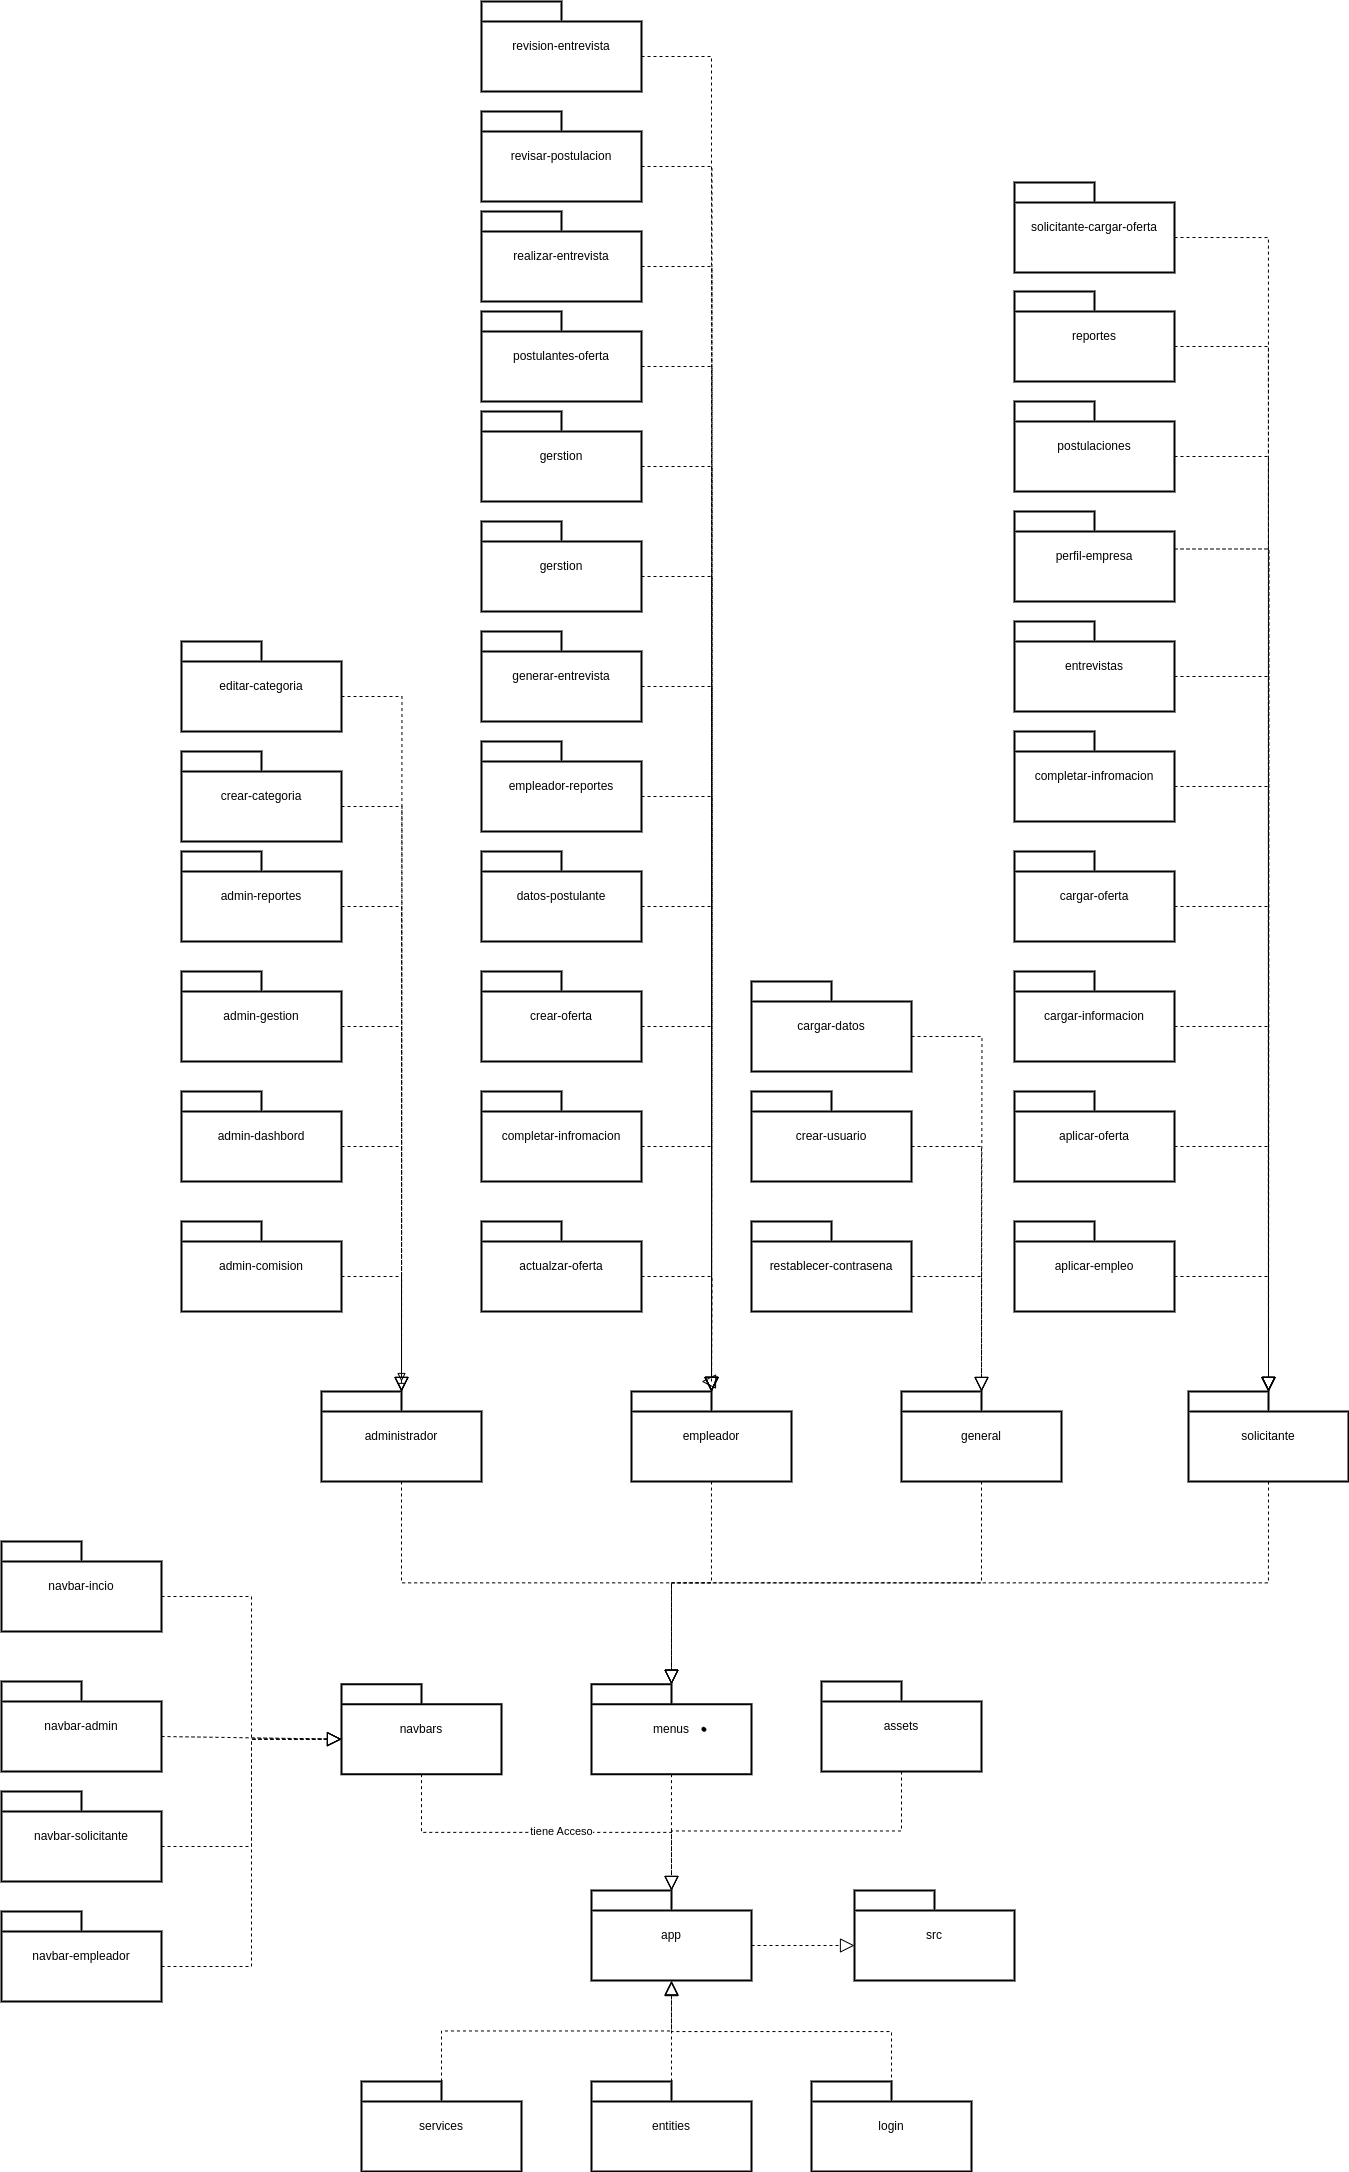 revision-entrevista
revisar-postulacion
realizar-entrevista
postulantes-oferta
gerstion
gerstion
generar-entrevista
empleador-reportes
datos-postulante
crear-oferta
completar-infromacion
actualzar-oferta
solicitante-cargar-oferta
reportes
postulaciones
perfil-empresa
entrevistas
completar-infromacion
cargar-oferta
cargar-informacion
aplicar-oferta
aplicar-empleo
editar-categoria
crear-categoria
admin-reportes
admin-gestion
admin-dashbord
admin-comision
cargar-datos
crear-usuario
restablecer-contrasena
administrador
empleador
general
solicitante
navbar-incio
navbar-admin
navbar-solicitante
navbar-empleador
navbars
menus
assets
tiene Acceso
app
src
services
entities
login